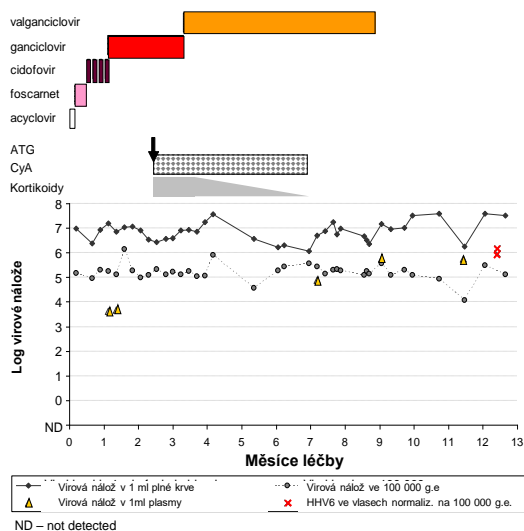 valganciclovir
ganciclovir
cidofovir
foscarnet
acyclovir
ATG
CyA
Kortikoidy
Log virové nálože
8
7
6
5
4
3
2
1
0
ND
0 1 2 3 4 5 6 7 8 9 10 11 12 13
Měsíce léčby
Virová nálož v 1 ml plné krve
Virová nálož ve 100 000 g.e
Virová nálož v 1ml plasmy
HHV6 ve vlasech normaliz. na 100 000 g.e.
ND – not detected